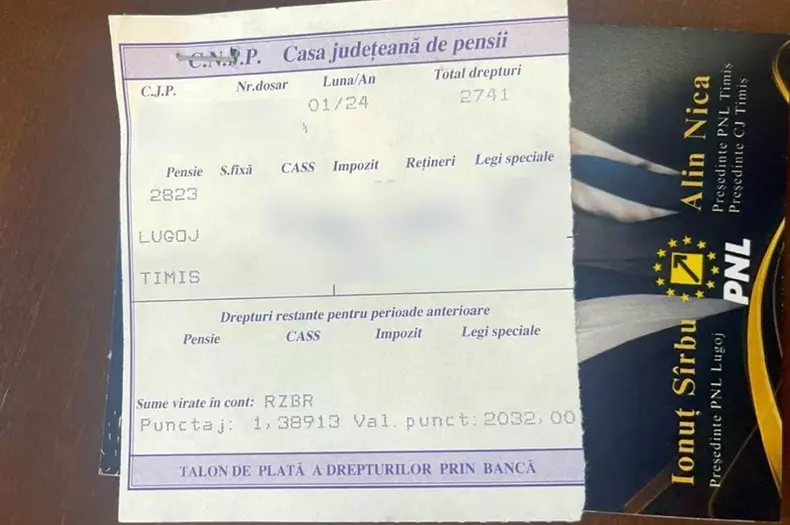 C.N.P.P. Casa județeană de pensii
C.J.P. Nr.dosar Luna/An Total drepturi
01/24 2741
Pensie S.fixă CASS Impozit Rețineri Legi speciale
2823
LUGOJ
TIMIS
Drepturi restante pentru perioade anterioare
Pensie CASS Impozit Legi speciale
Sume virate în cont: RZBR
Punctaj: 1,38913 Val. punct: 2032,00
TALON DE PLATĂ A DREPTURILOR PRIN BANCĂ
Alin Nica
Președinte PNL Timiș
Președinte CJ Timiș
PNL
Ionuț Sîrbu
Președinte PNL Lugoj